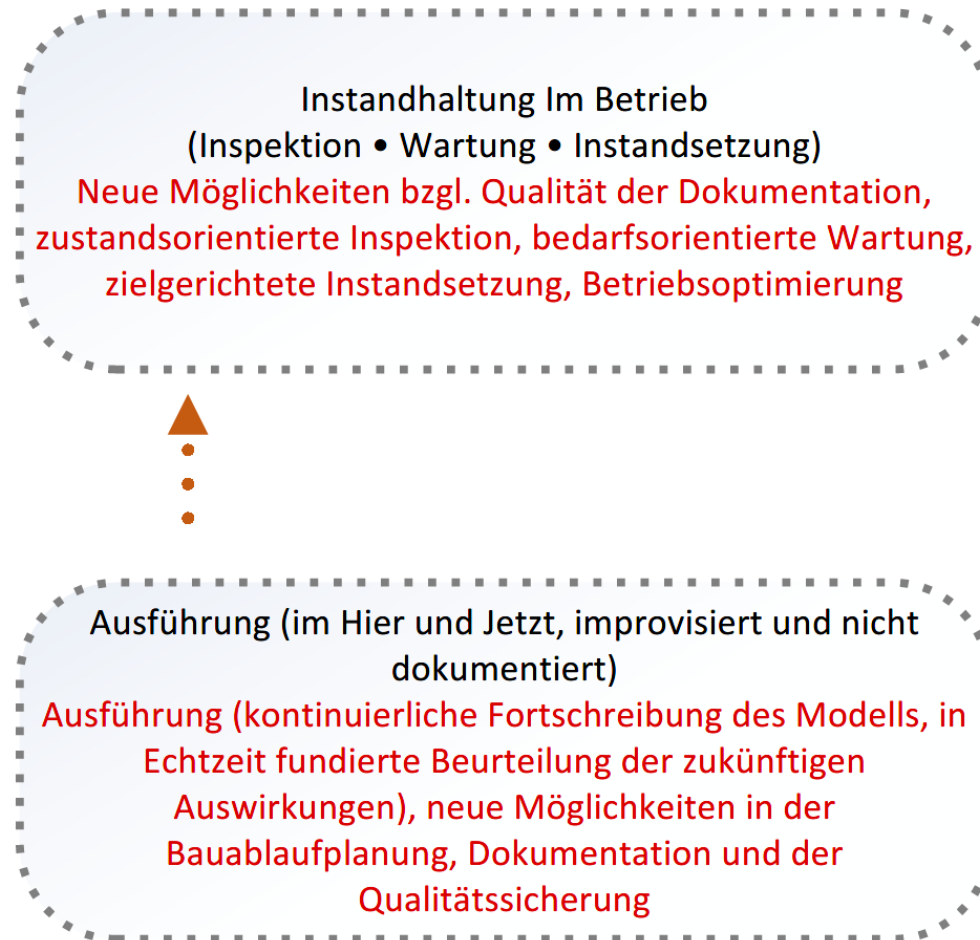 Instandhaltung Im Betrieb
(Inspektion • Wartung • Instandsetzung)
Neue Möglichkeiten bzgl. Qualität der Dokumentation,
zustandsorientierte Inspektion, bedarfsorientierte Wartung,
zielgerichtete Instandsetzung, Betriebsoptimierung
Ausführung (im Hier und Jetzt, improvisiert und nicht
dokumentiert)
Ausführung (kontinuierliche Fortschreibung des Modells, in
Echtzeit fundierte Beurteilung der zukünftigen
Auswirkungen), neue Möglichkeiten in der
Bauablaufplanung, Dokumentation und der
Qualitätssicherung